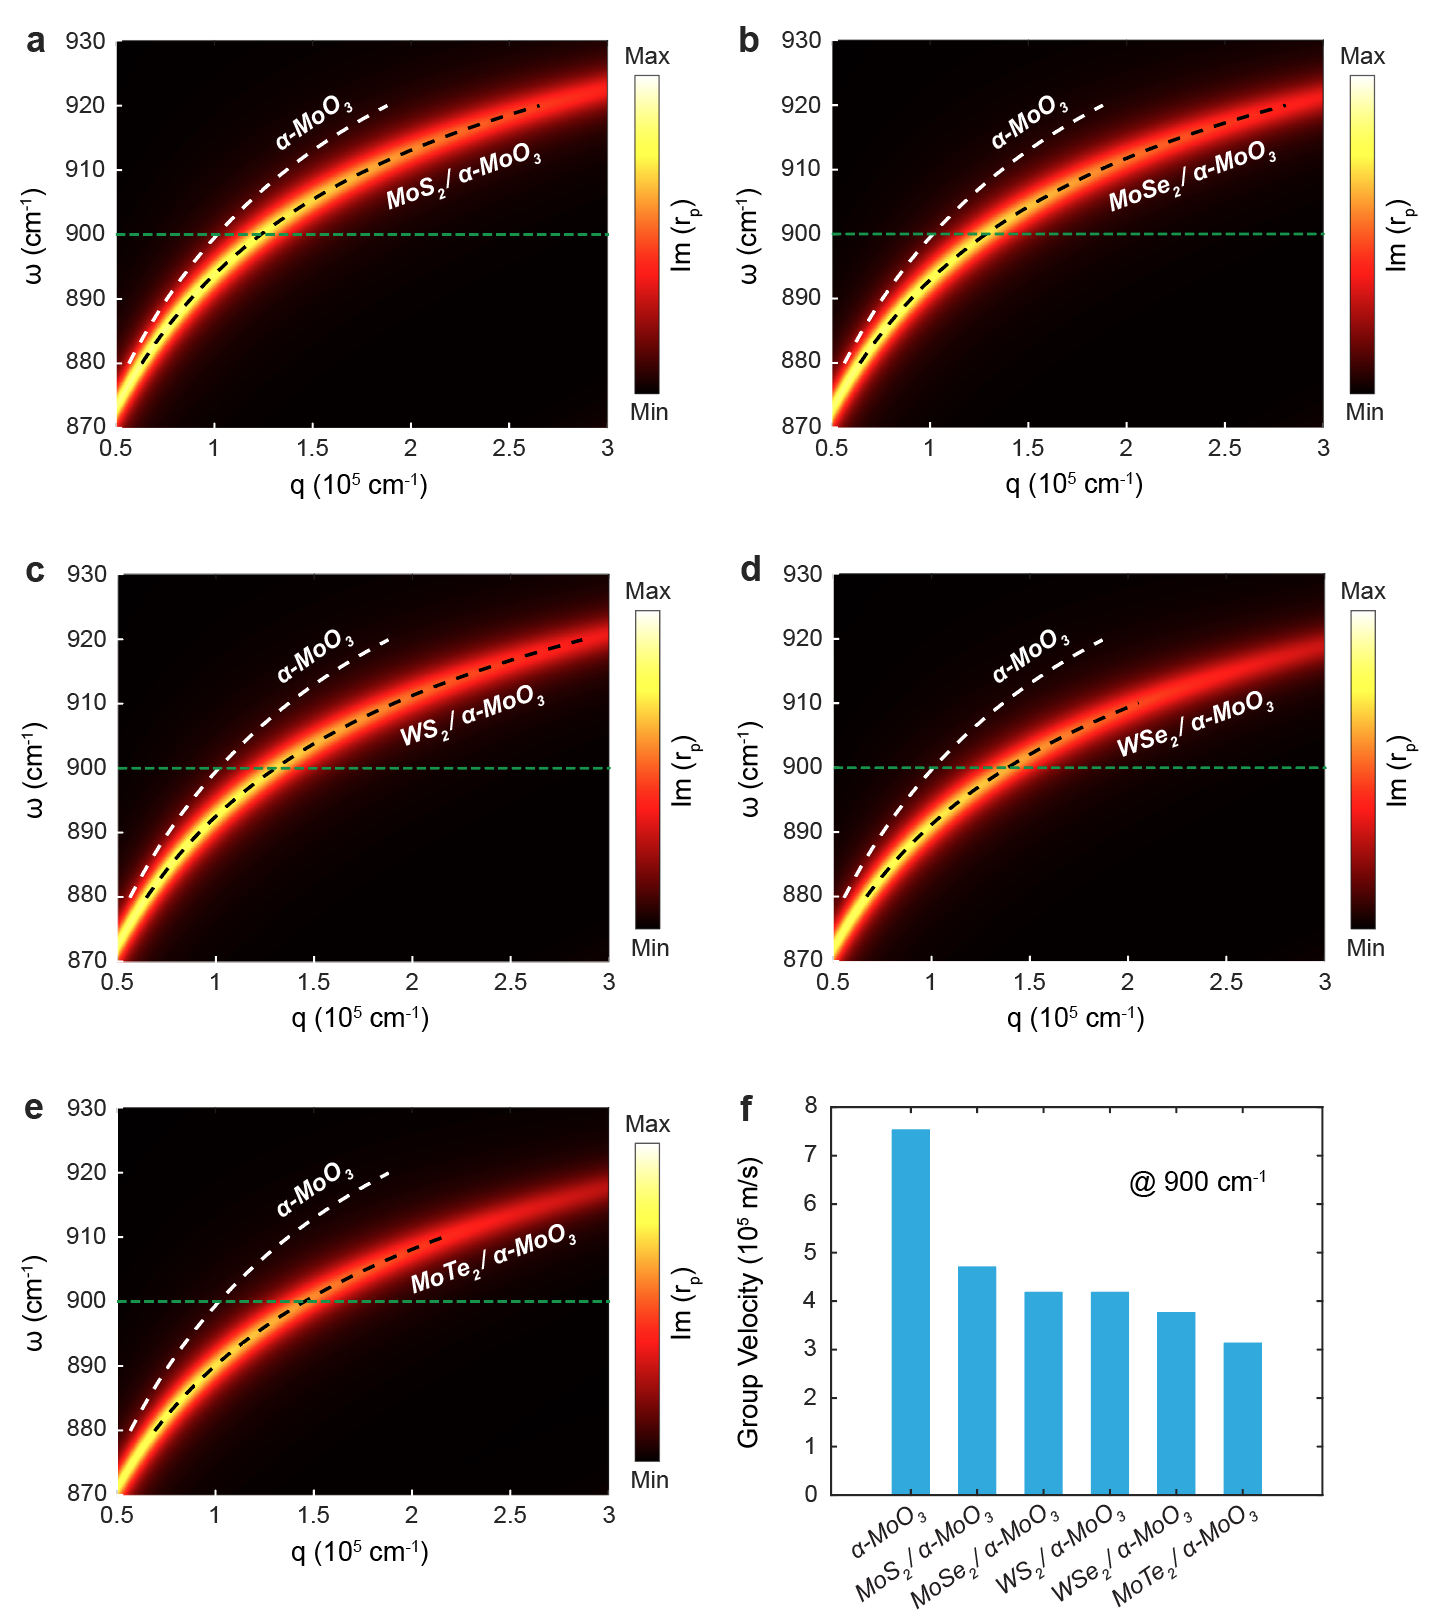 a
930
920
910
900
890
880
870
ω (cm⁻¹)
α-MoO₃
MoS₂/ α-MoO₃
0.5 1 1.5 2 2.5 3
q (10⁵ cm⁻¹)
Max
Im (rₚ)
Min
b
930
920
910
900
890
880
870
ω (cm⁻¹)
α-MoO₃
MoSe₂/ α-MoO₃
0.5 1 1.5 2 2.5 3
q (10⁵ cm⁻¹)
Max
Im (rₚ)
Min
c
930
920
910
900
890
880
870
ω (cm⁻¹)
α-MoO₃
WS₂/ α-MoO₃
0.5 1 1.5 2 2.5 3
q (10⁵ cm⁻¹)
Max
Im (rₚ)
Min
d
930
920
910
900
890
880
870
ω (cm⁻¹)
α-MoO₃
WSe₂/ α-MoO₃
0.5 1 1.5 2 2.5 3
q (10⁵ cm⁻¹)
Max
Im (rₚ)
Min
e
930
920
910
900
890
880
870
ω (cm⁻¹)
α-MoO₃
MoTe₂/ α-MoO₃
0.5 1 1.5 2 2.5 3
q (10⁵ cm⁻¹)
Max
Im (rₚ)
Min
f
8
7
6
5
4
3
2
1
0
Group Velocity (10⁵ m/s)
@ 900 cm⁻¹
α-MoO₃
MoS₂/ α-MoO₃
MoSe₂/ α-MoO₃
WS₂/ α-MoO₃
WSe₂/ α-MoO₃
MoTe₂/ α-MoO₃